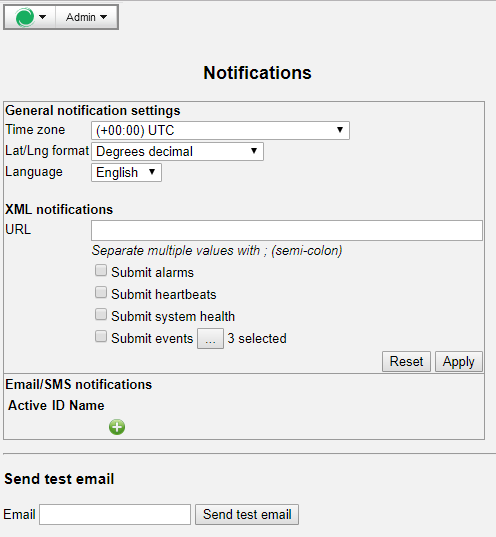 Admin
Notifications
General notification settings
Time zone (+00:00) UTC
Lat/Lng format Degrees decimal
Language English
XML notifications
URL
Separate multiple values with ; (semi-colon)
Submit alarms
Submit heartbeats
Submit system health
Submit events ... 3 selected
Reset Apply
Email/SMS notifications
Active ID Name
Send test email
Email Send test email